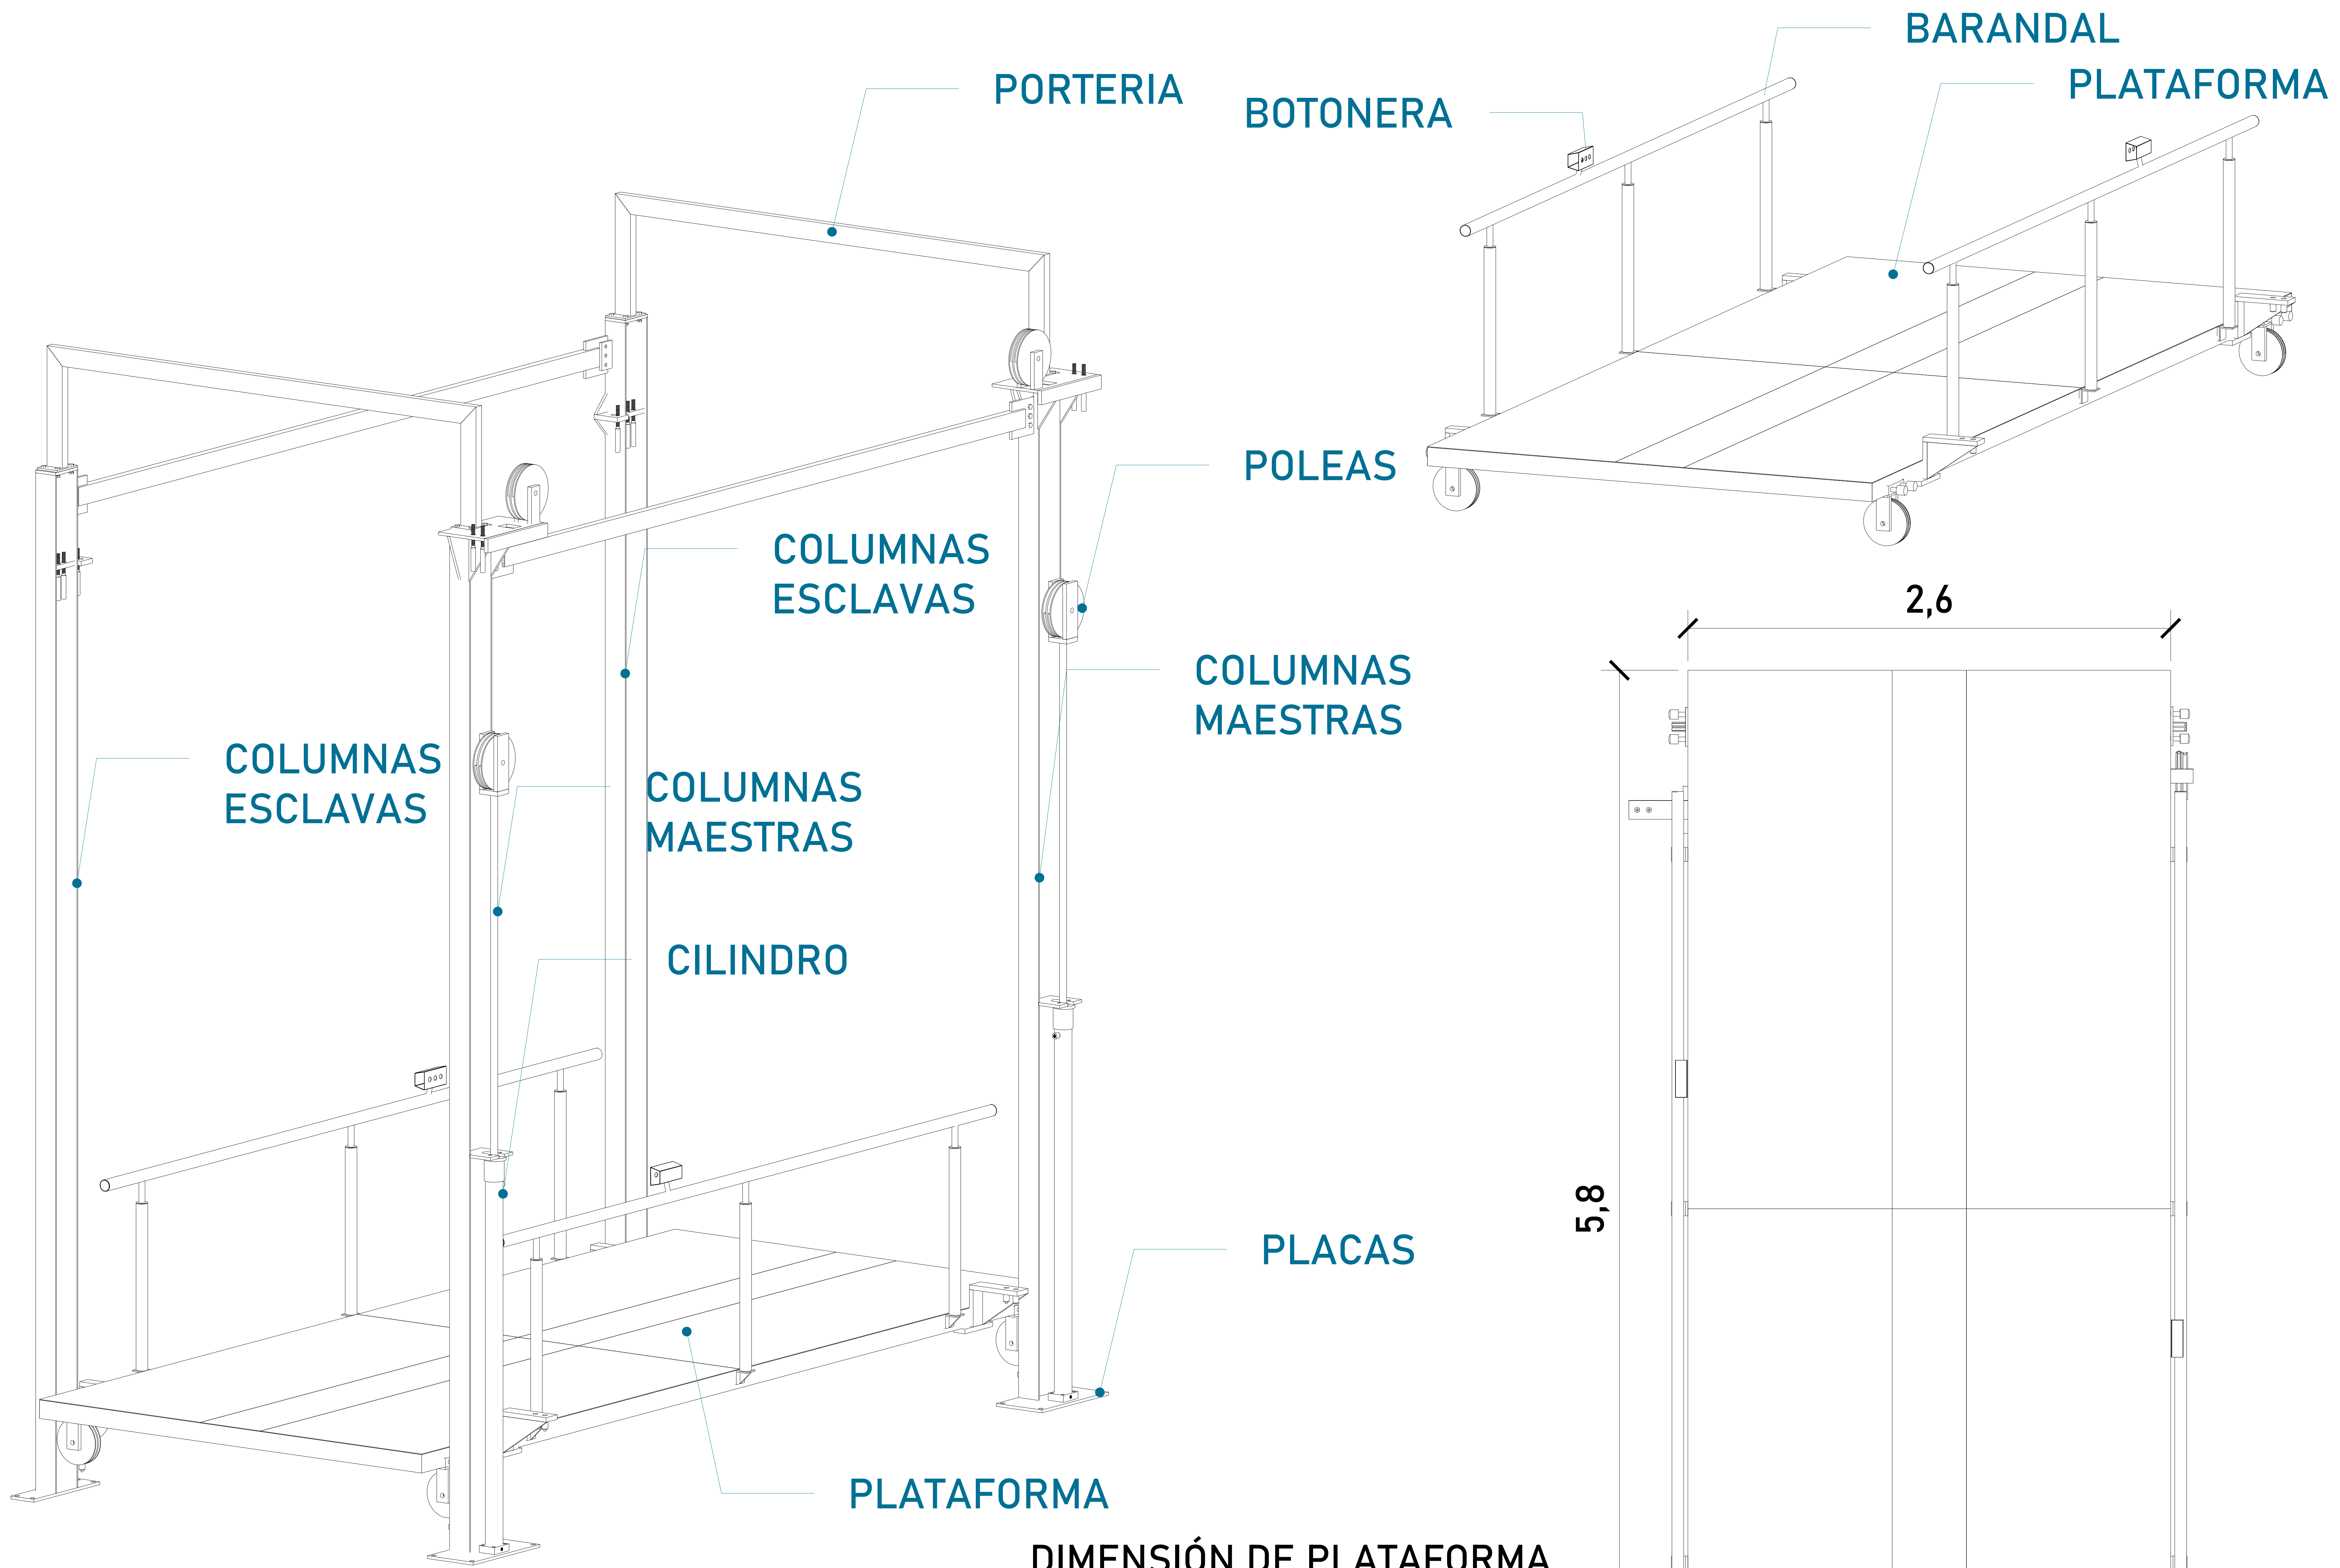 BARANDAL
PORTERIA
BOTONERA
PLATAFORMA
POLEAS
COLUMNAS
ESCLAVAS
2,6
COLUMNAS
MAESTRAS
COLUMNAS
ESCLAVAS
COLUMNAS
MAESTRAS
CILINDRO
5,8
PLACAS
PLATAFORMA
DIMENSIÓN DE PLATAFORMA